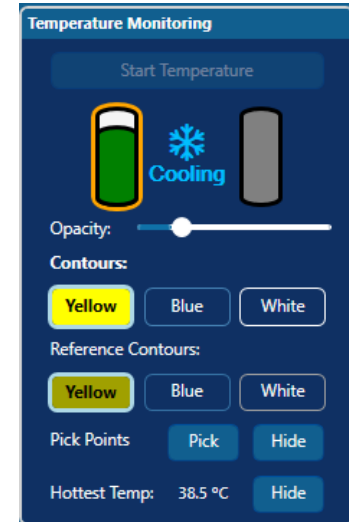 Temperature Monitoring
Start Temperature
Cooling
Opacity:
Contours:
Yellow Blue White
Reference Contours:
Yellow Blue White
Pick Points Pick Hide
Hottest Temp: 38.5 °C Hide